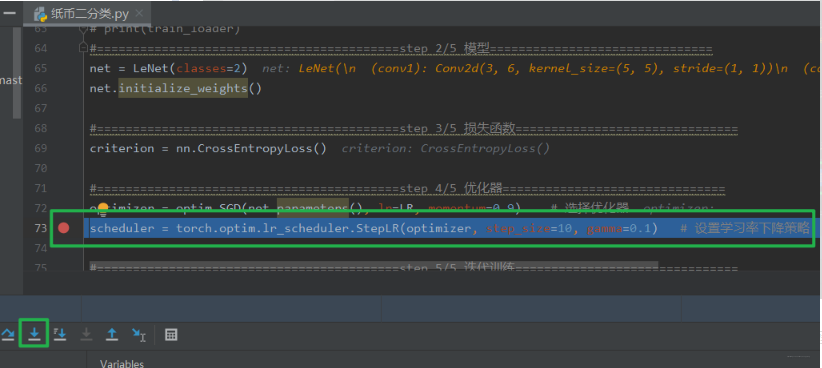 纸币二分类.py
63 # print(train_loader)
64 #==========================================step 2/5 模型===============================
65 net = LeNet(classes=2) net: LeNet(\n (conv1): Conv2d(3, 6, kernel_size=(5, 5), stride=(1, 1))\n (co
mast
66 net.initialize_weights()
67
68 #==========================================step 3/5 损失函数===============================
69 criterion = nn.CrossEntropyLoss() criterion: CrossEntropyLoss()
70
71 #==========================================step 4/5 优化器===============================
72 optimizer = optim.SGD(net.parameters(), lr=LR, momentum=0.9) # 选择优化器 optimizer:
73 scheduler = torch.optim.lr_scheduler.StepLR(optimizer, step_size=10, gamma=0.1) # 设置学习率下降策略
74
75 #==========================================step 5/5 迭代训练===============================
Variables